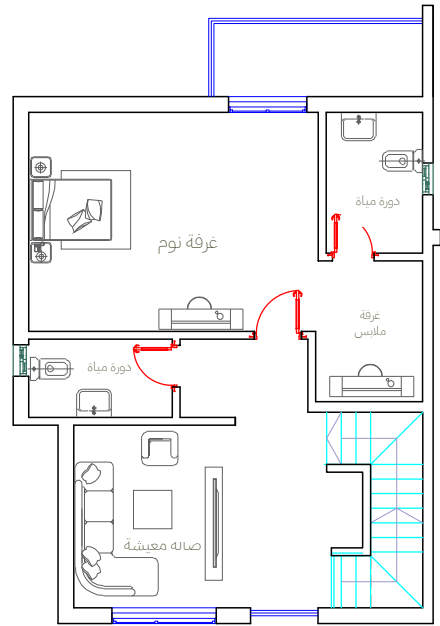 دورة مياة
غرفة نوم
غرفة
ملابس
دورة مياة
صاله معيشة